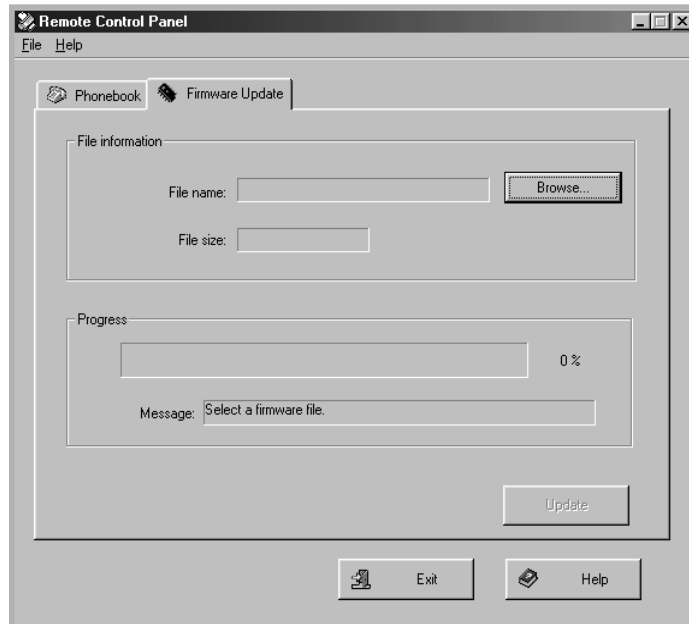 Remote Control Panel
File Help
Phonebook Firmware Update
File information
File name: Browse...
File size:
Progress
0 %
Message: Select a firmware file.
Update
Exit Help